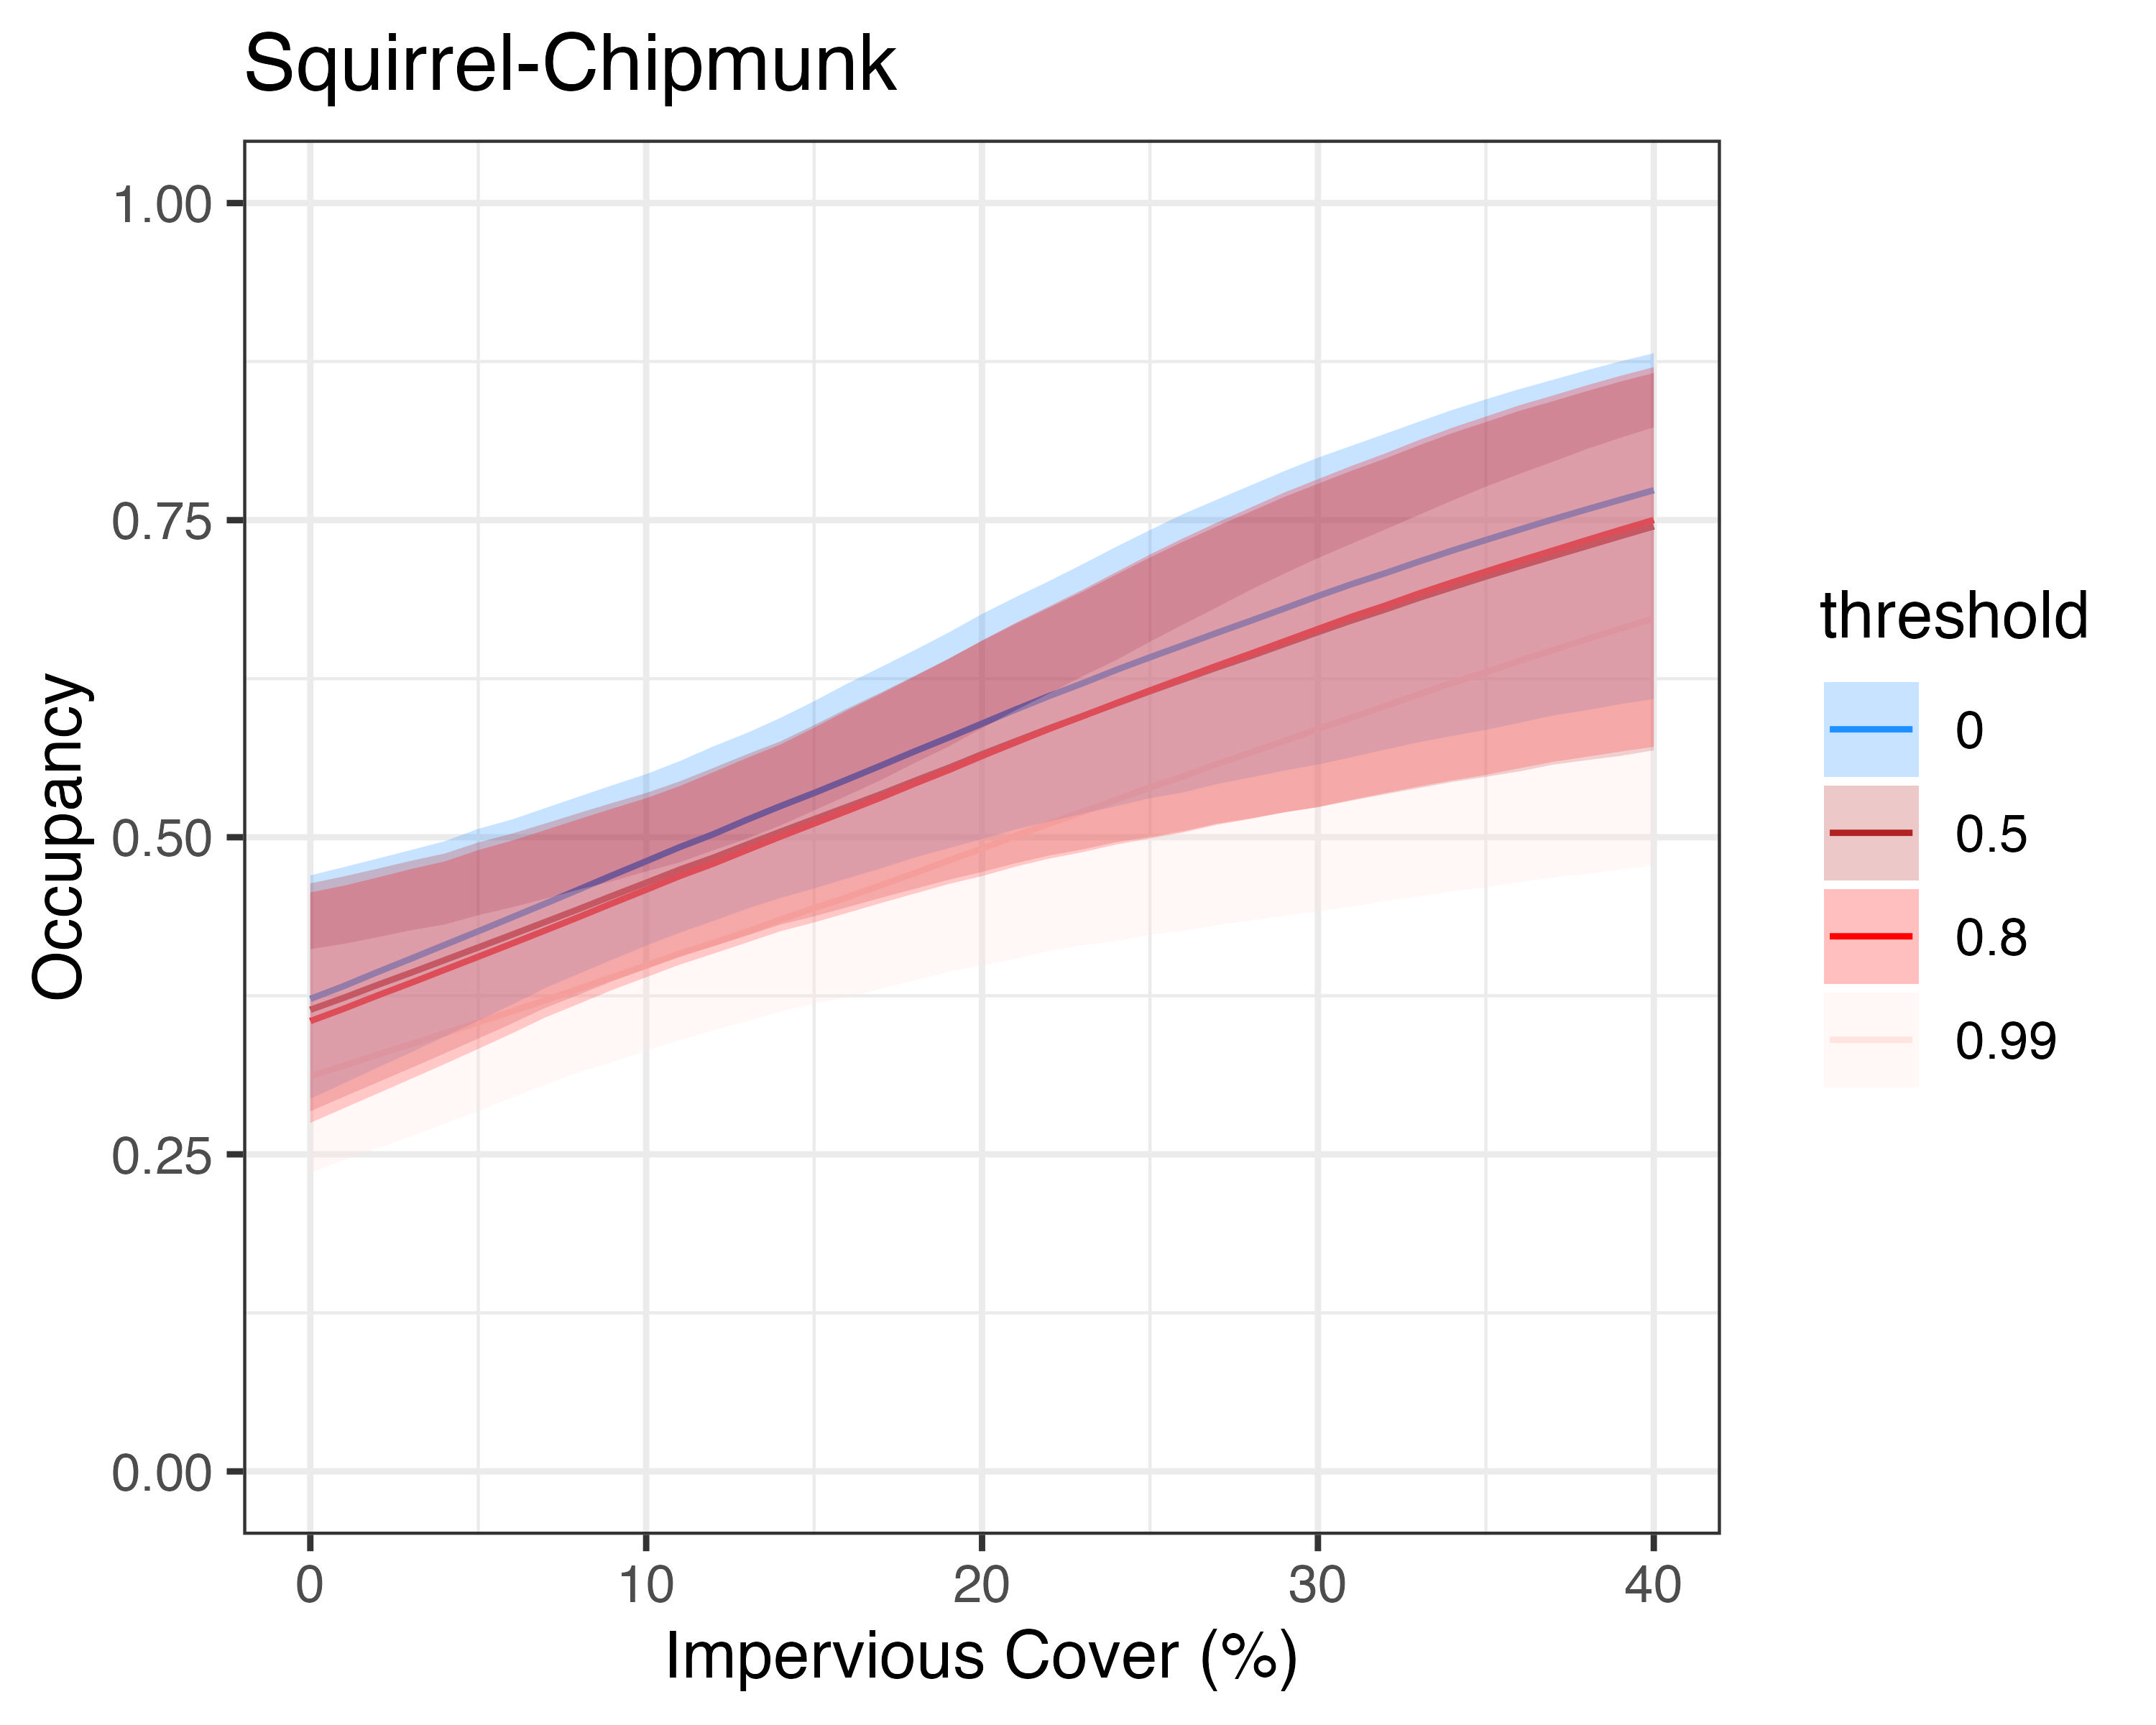 Squirrel-Chipmunk
1.00
0.75
0.50
0.25
0.00
Occupancy
0 10 20 30 40
Impervious Cover (%)
threshold
0
0.5
0.8
0.99